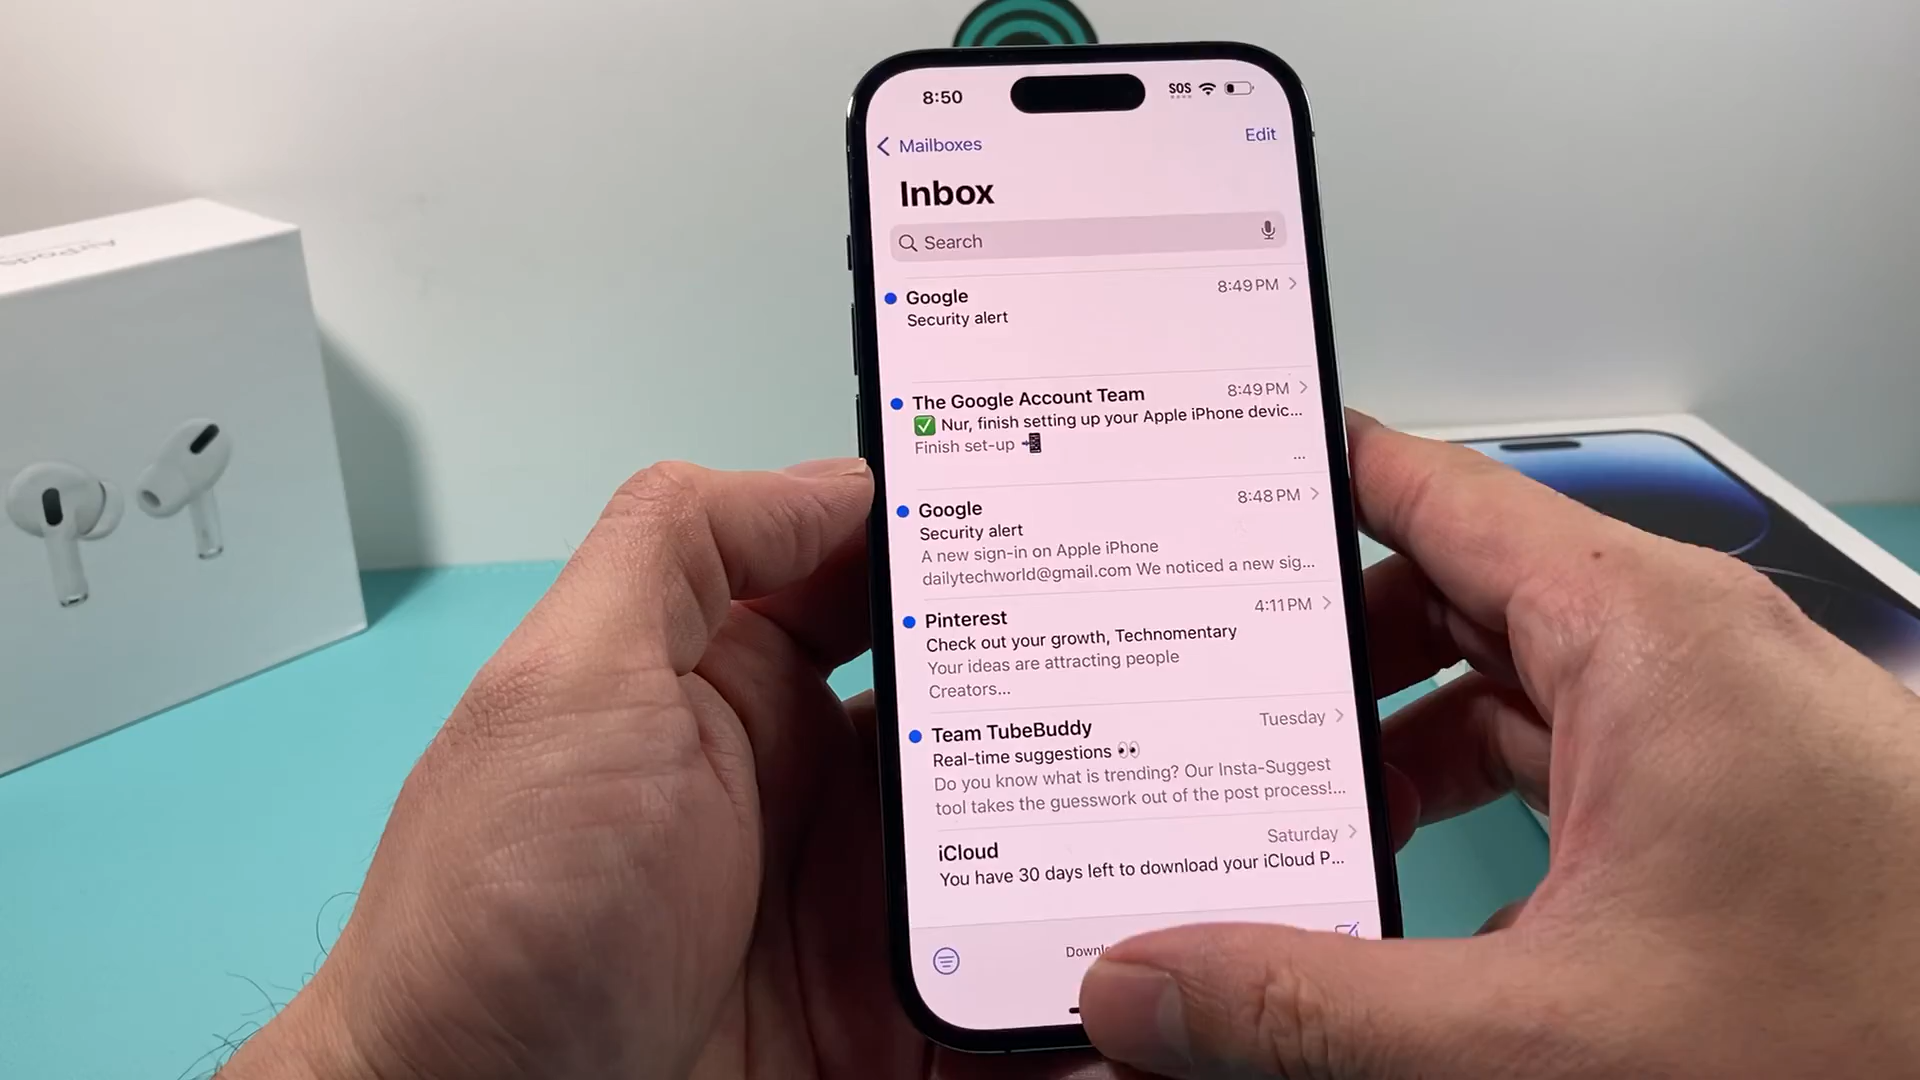 AirPods
8:50
SOS
Mailboxes
Edit
Inbox
Search
Google
8:49 PM
Security alert
The Google Account Team
8:49 PM
✅ Nur, finish setting up your Apple iPhone devic...
Finish set-up 📲
...
Google
8:48 PM
Security alert
A new sign-in on Apple iPhone
dailytechworld@gmail.com We noticed a new sig...
Pinterest
4:11 PM
Check out your growth, Technomentary
Your ideas are attracting people
Creators...
Team TubeBuddy
Tuesday
Real-time suggestions 👀
Do you know what is trending? Our Insta-Suggest
tool takes the guesswork out of the post process!...
iCloud
Saturday
You have 30 days left to download your iCloud P...